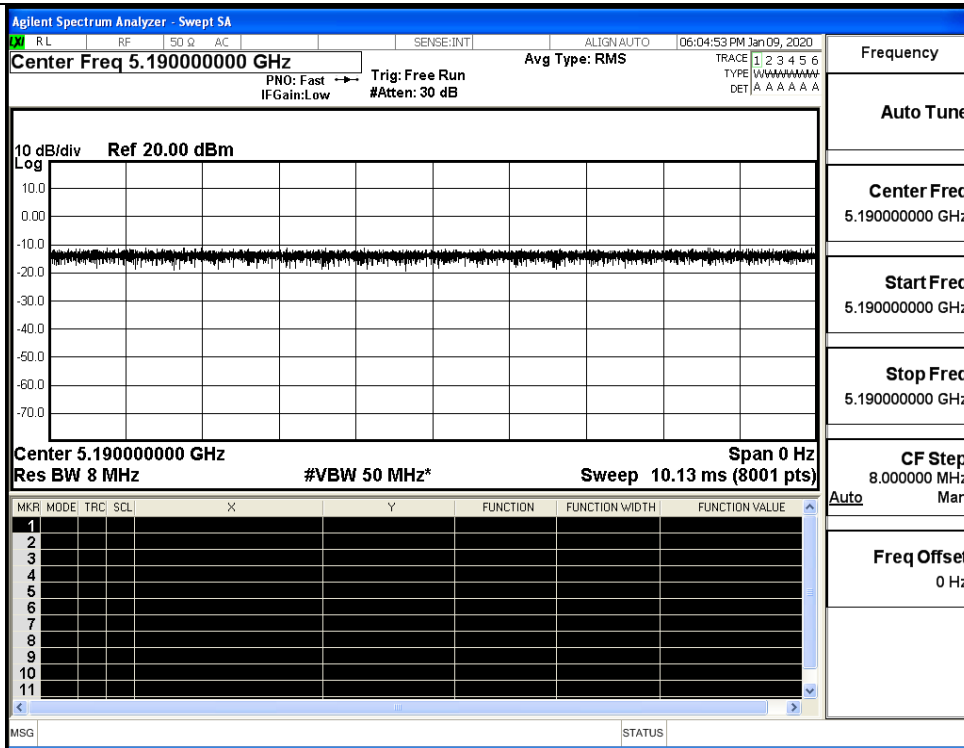 Agilent Spectrum Analyzer - Swept SA
LXI RL RF 50 Ω AC SENSE:INT ALIGN AUTO 06:04:53 PM Jan 09, 2020
Center Freq 5.190000000 GHz Avg Type: RMS TRACE 1 2 3 4 5 6
PNO: Fast Trig: Free Run TYPE WWWWWW
IFGain:Low #Atten: 30 dB DET A A A A A A
10 dB/div Ref 20.00 dBm
Log
10.0
0.00
-10.0
-20.0
-30.0
-40.0
-50.0
-60.0
-70.0
Center 5.190000000 GHz Span 0 Hz
Res BW 8 MHz #VBW 50 MHz* Sweep 10.13 ms (8001 pts)
MKR MODE TRC SCL X Y FUNCTION FUNCTION WIDTH FUNCTION VALUE
1
2
3
4
5
6
7
8
9
10
11
MSG STATUS
Frequency
Auto Tune
Center Freq
5.190000000 GHz
Start Freq
5.190000000 GHz
Stop Freq
5.190000000 GHz
CF Step
8.000000 MHz
Auto Man
Freq Offset
0 Hz